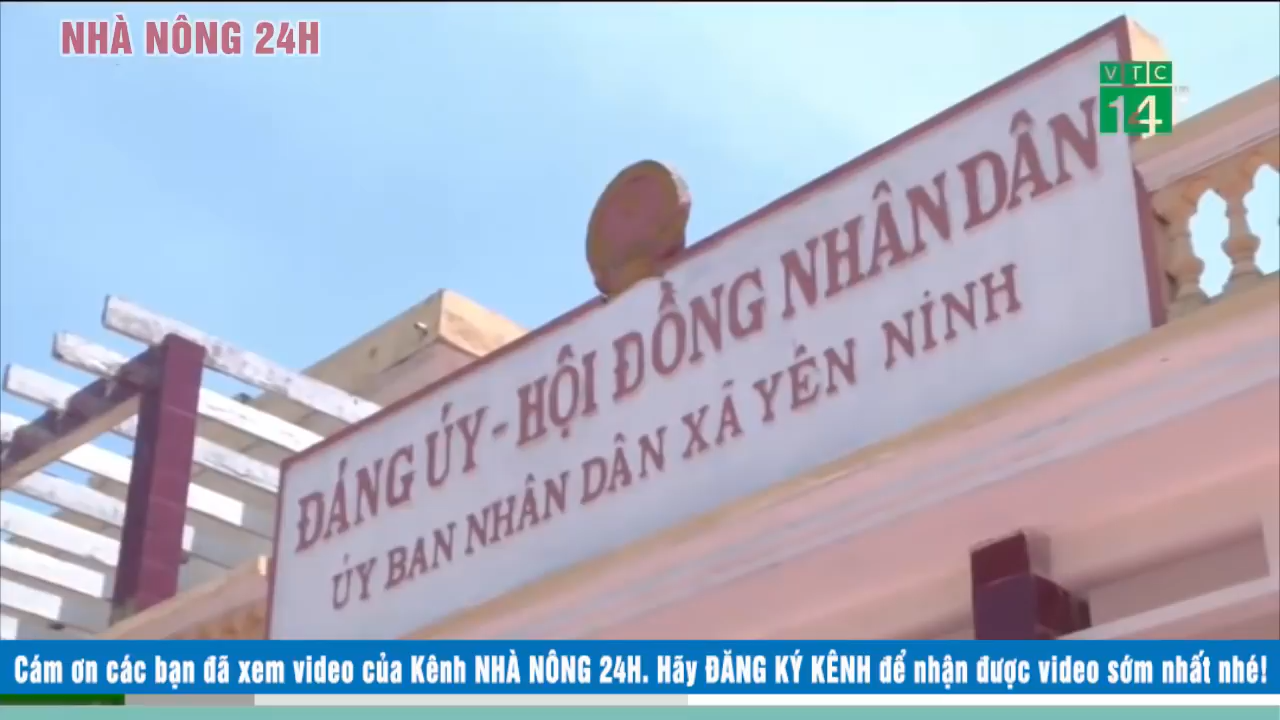 NHÀ NÔNG 24H
VTC
14
ĐẢNG ỦY - HỘI ĐỒNG NHÂN DÂN
ỦY BAN NHÂN DÂN XÃ YÊN NINH
Cám ơn các bạn đã xem video của Kênh NHÀ NÔNG 24H. Hãy ĐĂNG KÝ KÊNH để nhận được video sớm nhất nhé!